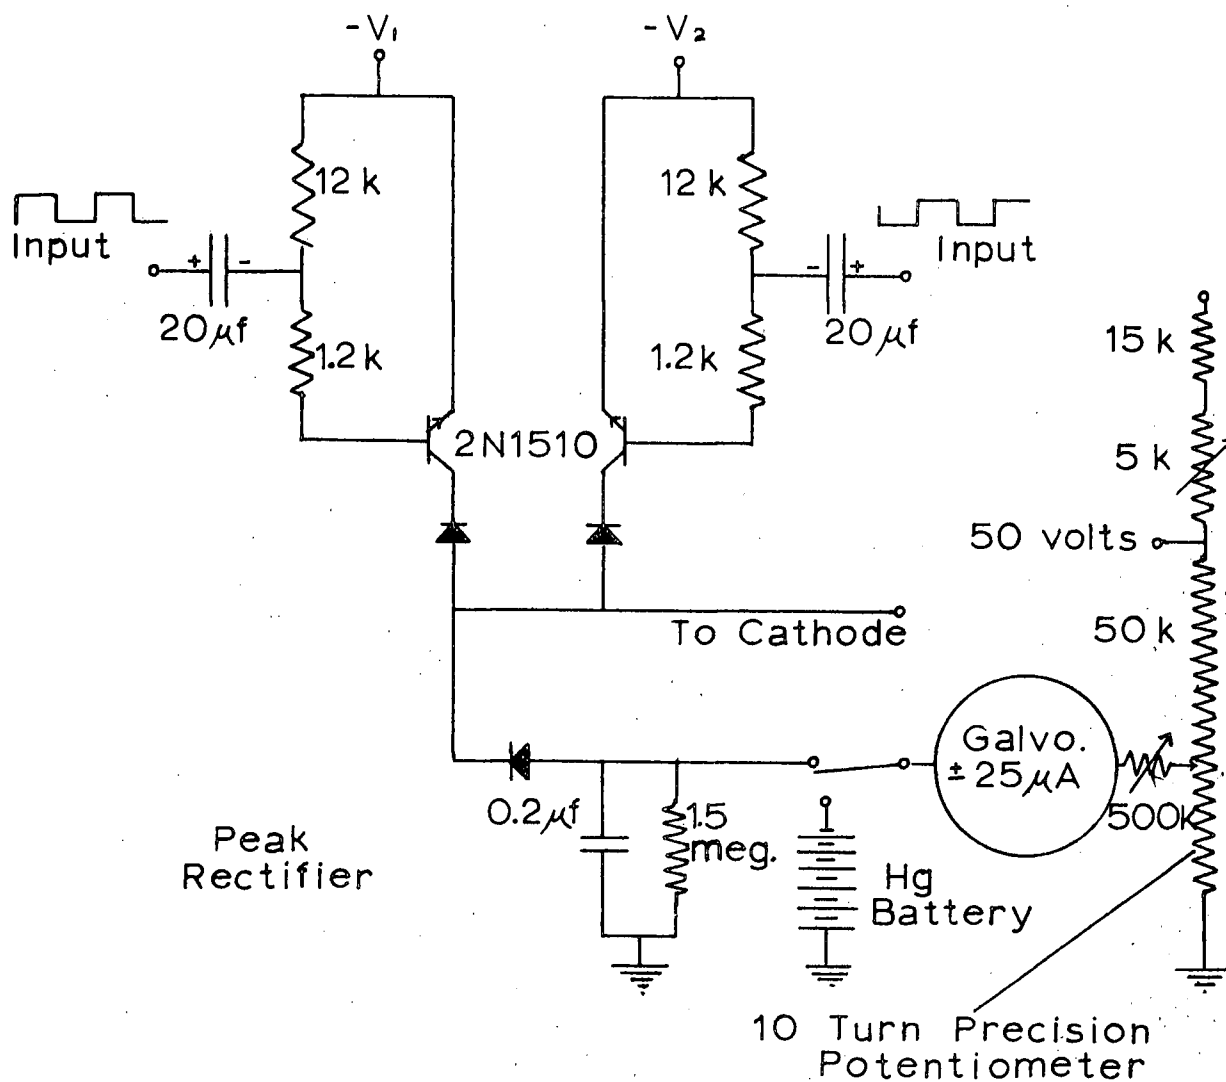 -V₁
-V₂
12 k
12 k
Input
Input
+ -
- +
20μf
20μf
1.2 k
1.2 k
15 k
2N1510
5 k
50 volts
To Cathode
50 k
Galvo.
± 25μA
0.2μf
1.5
meg.
500k
Peak
Rectifier
Hg
Battery
10 Turn Precision
Potentiometer